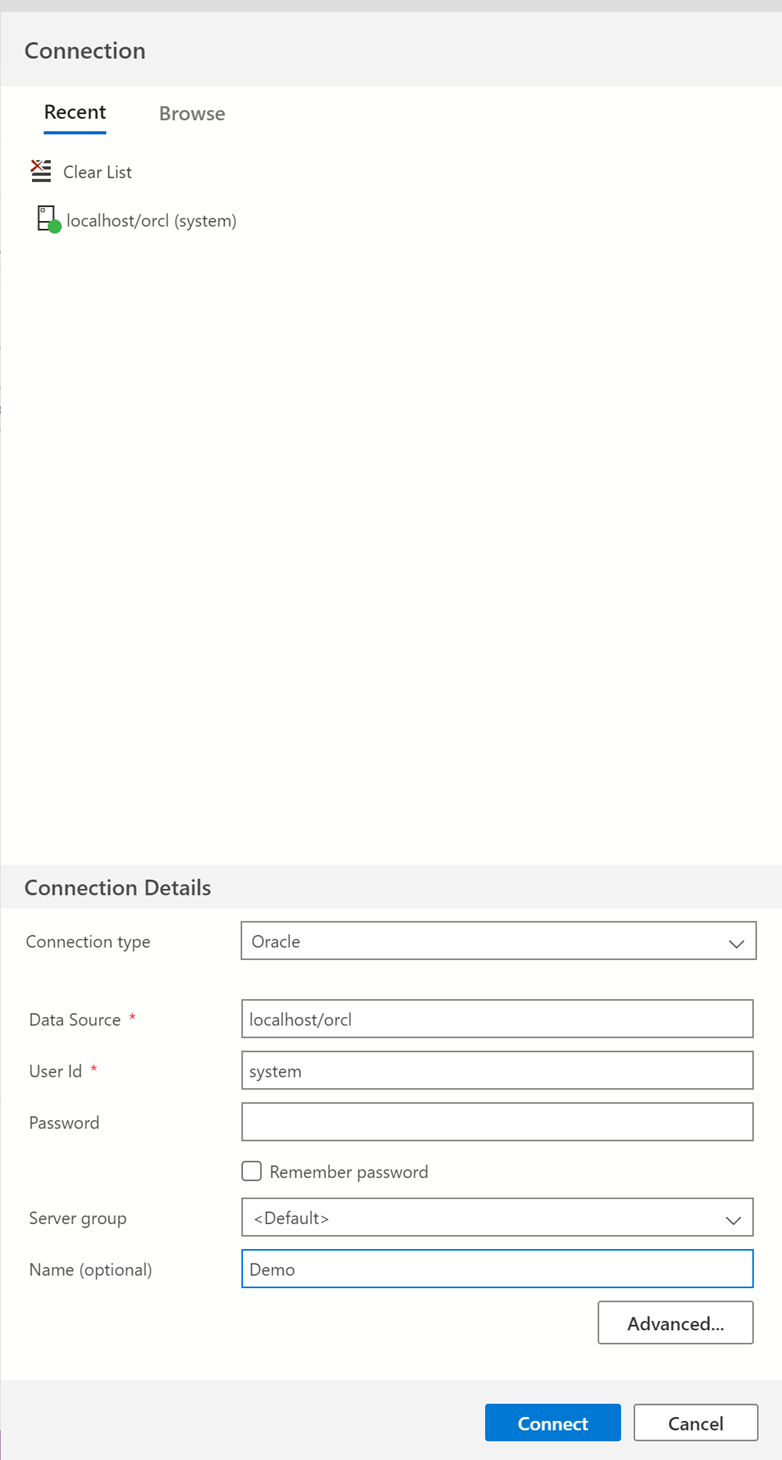 Connection
Recent Browse
Clear List
localhost/orcl (system)
Connection Details
Connection type Oracle
Data Source * localhost/orcl
User Id * system
Password
Remember password
Server group <Default>
Name (optional) Demo
Advanced...
Connect Cancel